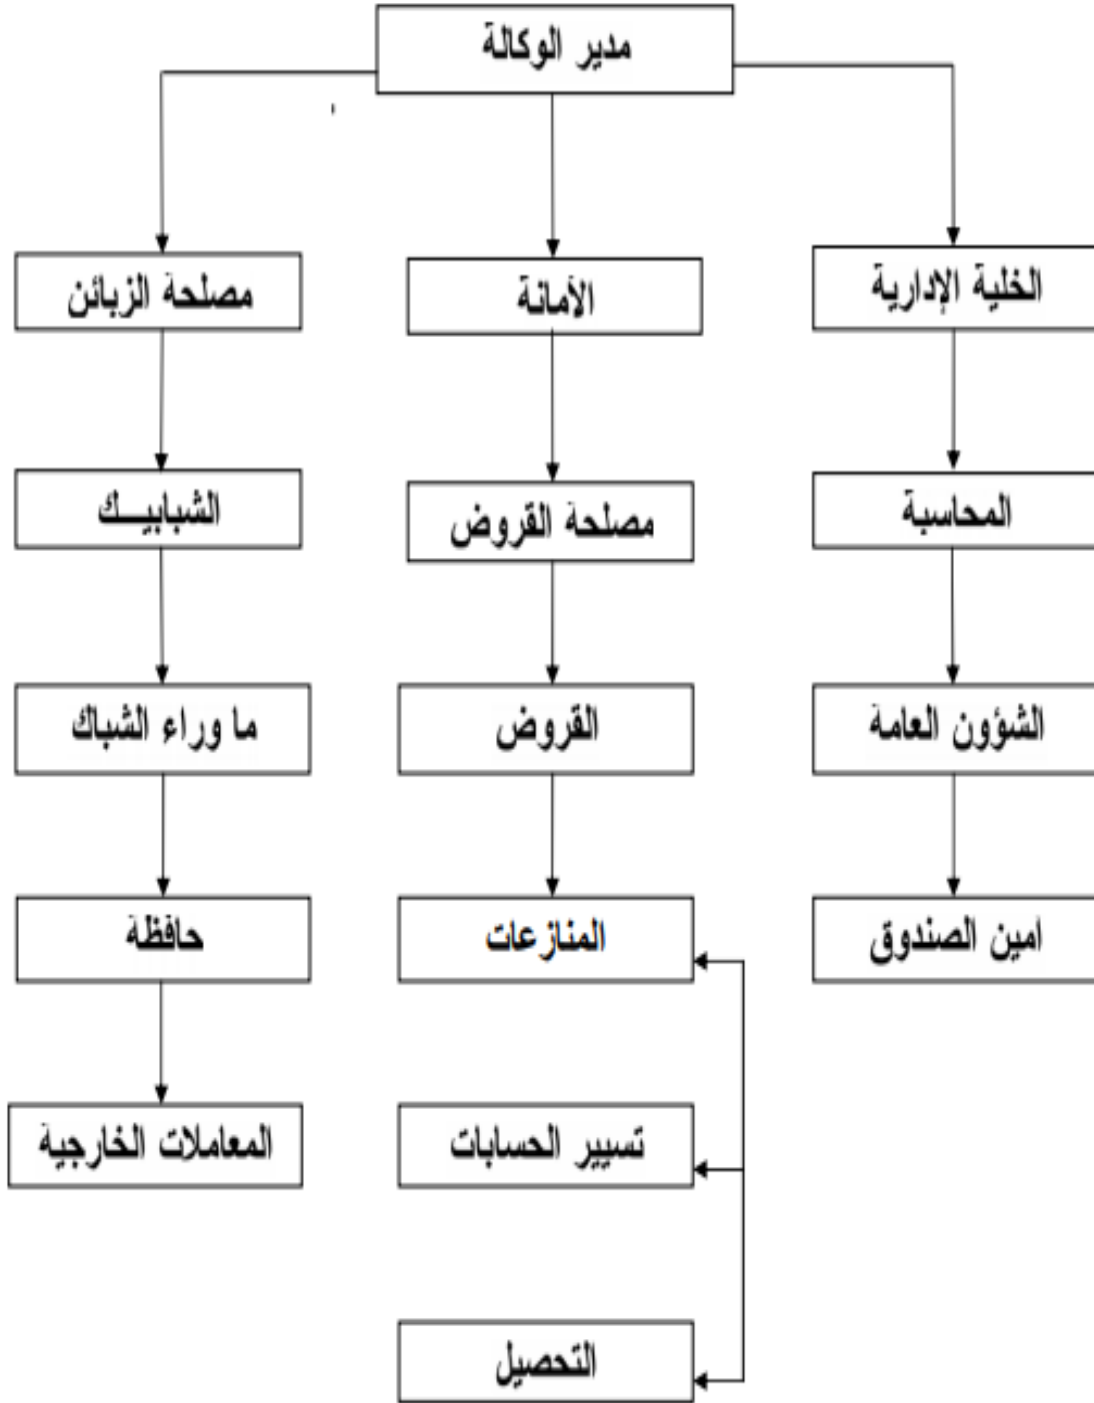 مدير الوكالة
الخلية الإدارية
الأمانة
مصلحة الزبائن
المحاسبة
مصلحة القروض
الشبابيـــك
الشؤون العامة
القروض
ما وراء الشباك
امين الصندوق
المنازعات
حافظة
تسيير الحسابات
المعاملات الخارجية
التحصيل